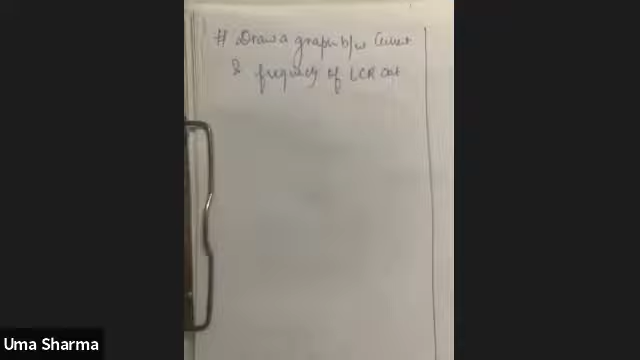 # Draw a graph b/w Current
& frequency of LCR ckt
Uma Sharma